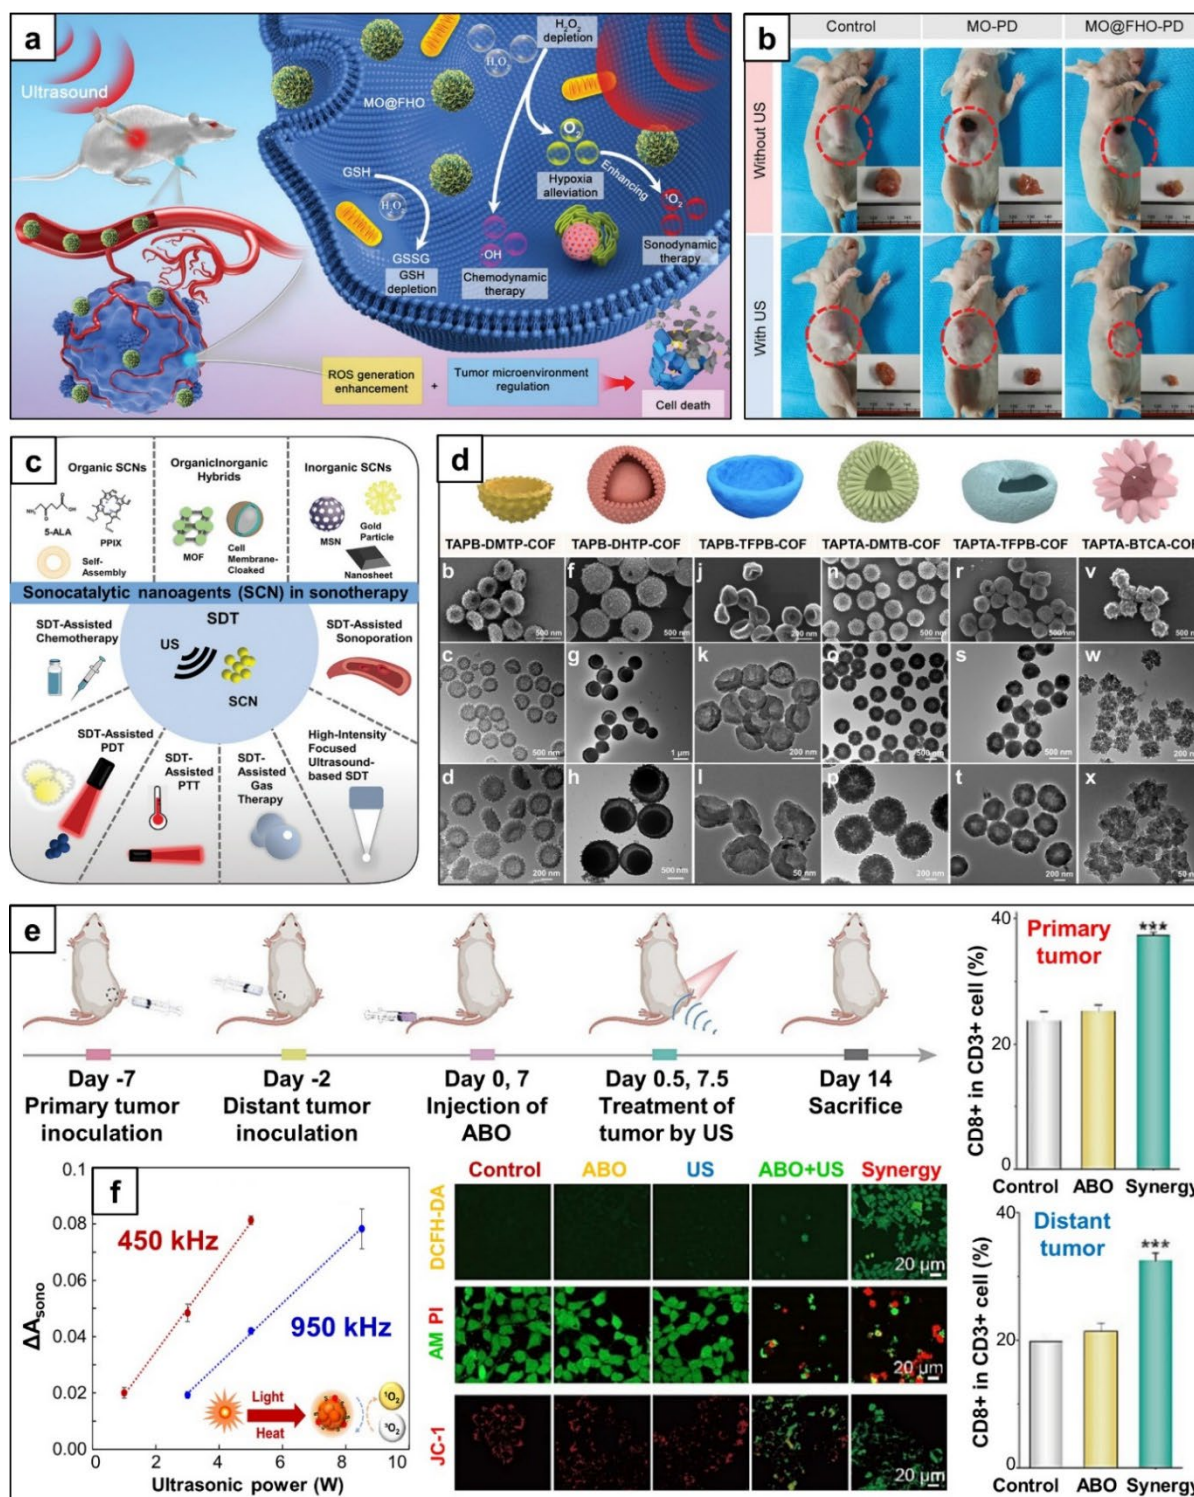 a
Ultrasound
MO@FHO
H₂O₂
H₂O₂
depletion
GSH
H₂O₂
GSSG
GSH
depletion
·OH
Chemodynamic
therapy
O₂
Hypoxia
alleviation
Enhancing
¹O₂
Sonodynamic
therapy
ROS generation
enhancement
+
Tumor microenvironment
regulation
Cell death
b
Control
MO-PD
MO@FHO-PD
Without US
With US
c
Organic SCNs
5-ALA
PPIX
Self-
Assembly
OrganicInorganic
Hybrids
MOF
Cell
Membrane-
Cloaked
Inorganic SCNs
MSN
Gold
Particle
Nanosheet
Sonocatalytic nanoagents (SCN) in sonotherapy
SDT-Assisted
Chemotherapy
SDT
US
SCN
SDT-Assisted
Sonoporation
SDT-Assisted
PDT
SDT-
Assisted
PTT
SDT-
Assisted
Gas
Therapy
High-Intensity
Focused
Ultrasound-
based SDT
d
TAPB-DMTP-COF
TAPB-DHTP-COF
TAPB-TFPB-COF
TAPTA-DMTB-COF
TAPTA-TFPB-COF
TAPTA-BTCA-COF
b
500 nm
f
500 nm
j
200 nm
n
500 nm
r
500 nm
v
500 nm
c
500 nm
g
1 µm
k
200 nm
o
500 nm
s
500 nm
w
200 nm
d
200 nm
h
500 nm
l
50 nm
p
200 nm
t
200 nm
x
50 nm
e
Day -7
Primary tumor
inoculation
Day -2
Distant tumor
inoculation
Day 0, 7
Injection of
ABO
Day 0.5, 7.5
Treatment of
tumor by US
Day 14
Sacrifice
CD8+ in CD3+ cell (%)
40
20
0
Primary
tumor
***
Control
ABO
Synergy
f
ΔAsono
0.1
0.08
0.06
0.04
0.02
0.00
450 kHz
950 kHz
Light
Heat
¹O₂
³O₂
0
2
4
6
8
10
Ultrasonic power (W)
Control
ABO
US
ABO+US
Synergy
DCFH-DA
20 µm
AM PI
20 µm
JC-1
20 µm
CD8+ in CD3+ cell (%)
40
20
0
Distant
tumor
***
Control
ABO
Synergy